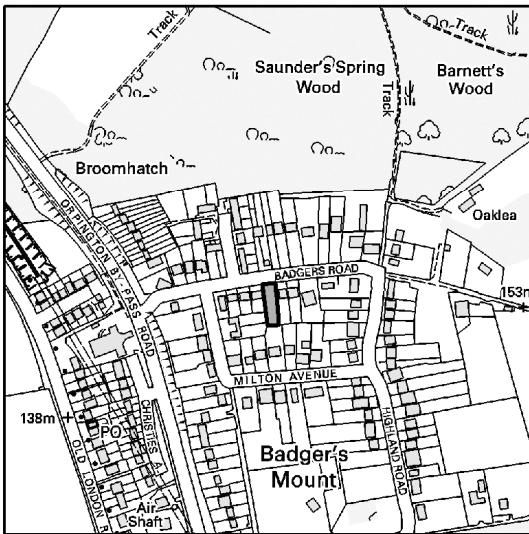 Track
Track
Saunder's Spring
Wood
Barnett's
Wood
Track
Broomhatch
Oaklea
ORPINGTON BY-PASS ROAD
BADGERS ROAD
153m
MILTON AVENUE
138m
PO
CHRISTIES A
HIGHLAND ROAD
Badger's
Mount
OLD LONDON R
Air
Shaft